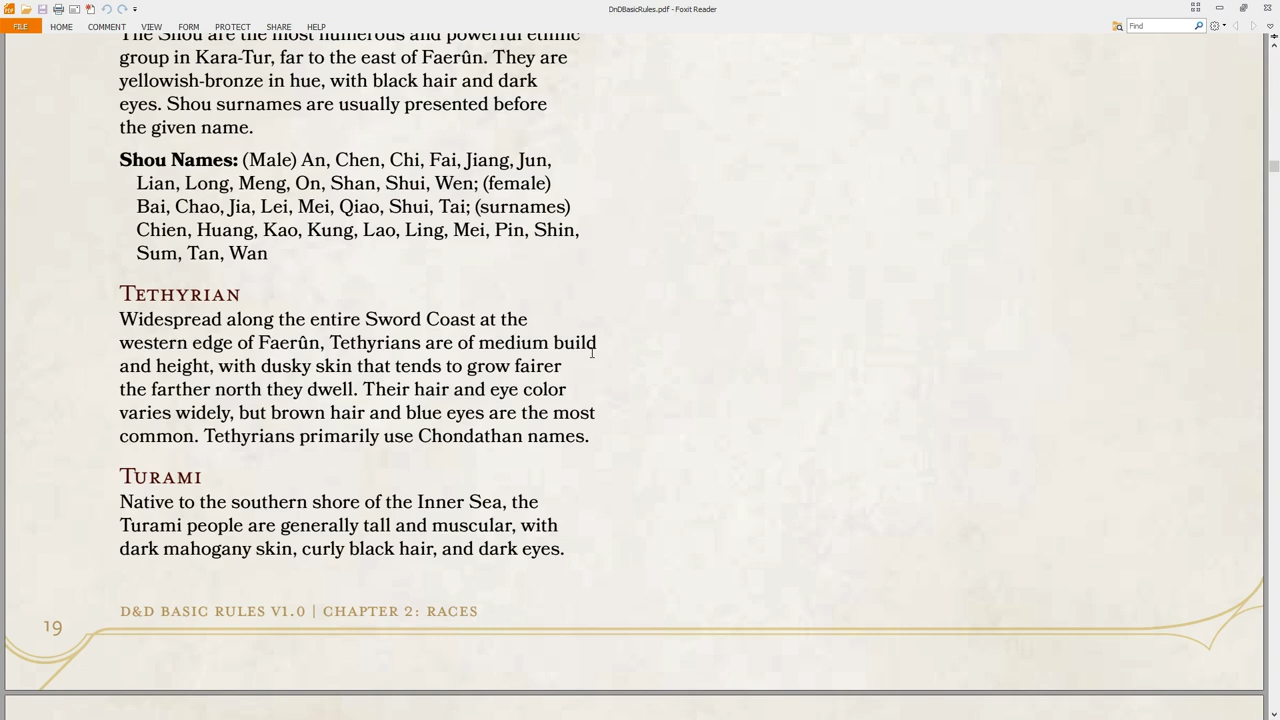 DnDBasicRules.pdf - Foxit Reader
FILE HOME COMMENT VIEW FORM PROTECT SHARE HELP
Find
The Shou are the most numerous and powerful ethnic
group in Kara-Tur, far to the east of Faerûn. They are
yellowish-bronze in hue, with black hair and dark
eyes. Shou surnames are usually presented before
the given name.
Shou Names: (Male) An, Chen, Chi, Fai, Jiang, Jun,
Lian, Long, Meng, On, Shan, Shui, Wen; (female)
Bai, Chao, Jia, Lei, Mei, Qiao, Shui, Tai; (surnames)
Chien, Huang, Kao, Kung, Lao, Ling, Mei, Pin, Shin,
Sum, Tan, Wan
Tethyrian
Widespread along the entire Sword Coast at the
western edge of Faerûn, Tethyrians are of medium build
and height, with dusky skin that tends to grow fairer
the farther north they dwell. Their hair and eye color
varies widely, but brown hair and blue eyes are the most
common. Tethyrians primarily use Chondathan names.
Turami
Native to the southern shore of the Inner Sea, the
Turami people are generally tall and muscular, with
dark mahogany skin, curly black hair, and dark eyes.
D&D BASIC RULES V1.0 | CHAPTER 2: RACES
19